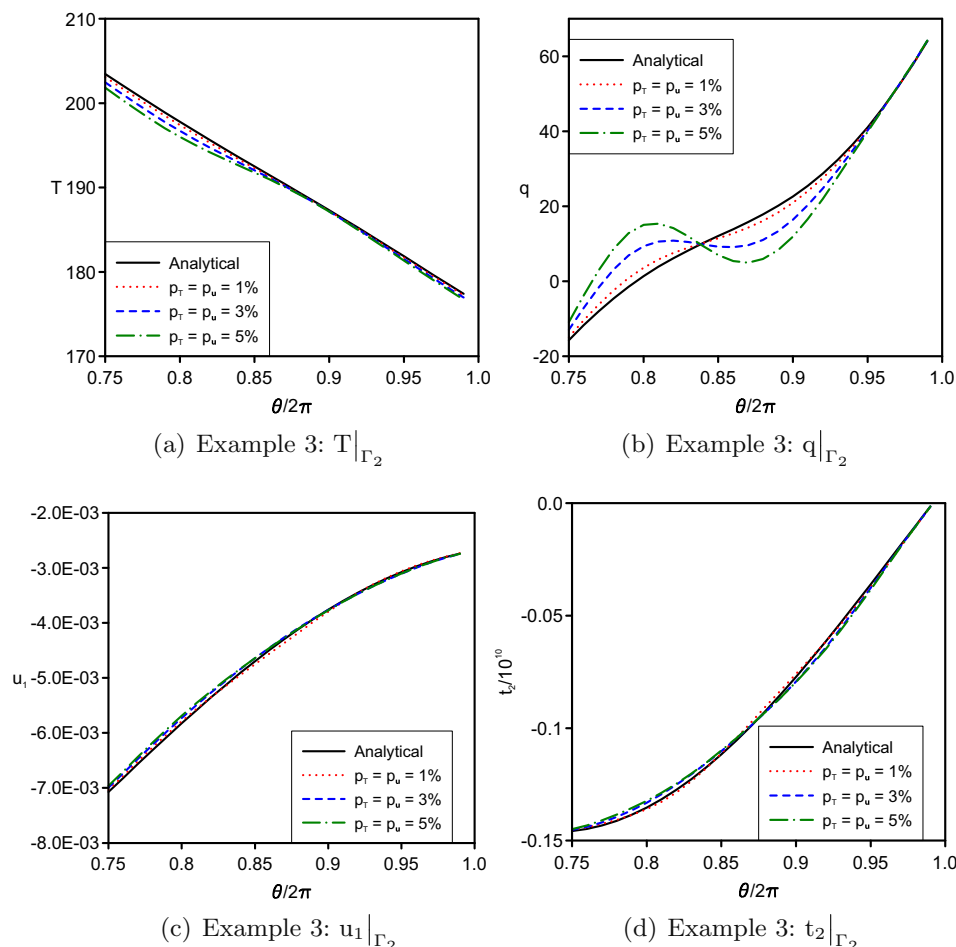 210
200
T
190
180
170
Analytical
p_T = p_u = 1%
p_T = p_u = 3%
p_T = p_u = 5%
0.75 0.8 0.85 0.9 0.95 1.0
θ/2π
(a) Example 3: T|Γ₂
60
40
q
20
0
-20
Analytical
p_T = p_u = 1%
p_T = p_u = 3%
p_T = p_u = 5%
0.75 0.8 0.85 0.9 0.95 1.0
θ/2π
(b) Example 3: q|Γ₂
-2.0E-03
-3.0E-03
-4.0E-03
-5.0E-03
u₁
-6.0E-03
-7.0E-03
-8.0E-03
Analytical
p_T = p_u = 1%
p_T = p_u = 3%
p_T = p_u = 5%
0.75 0.8 0.85 0.9 0.95 1.0
θ/2π
(c) Example 3: u₁|Γ₂
0.0
-0.05
t₂/10¹⁰
-0.1
-0.15
Analytical
p_T = p_u = 1%
p_T = p_u = 3%
p_T = p_u = 5%
0.75 0.8 0.85 0.9 0.95 1.0
θ/2π
(d) Example 3: t₂|Γ₂